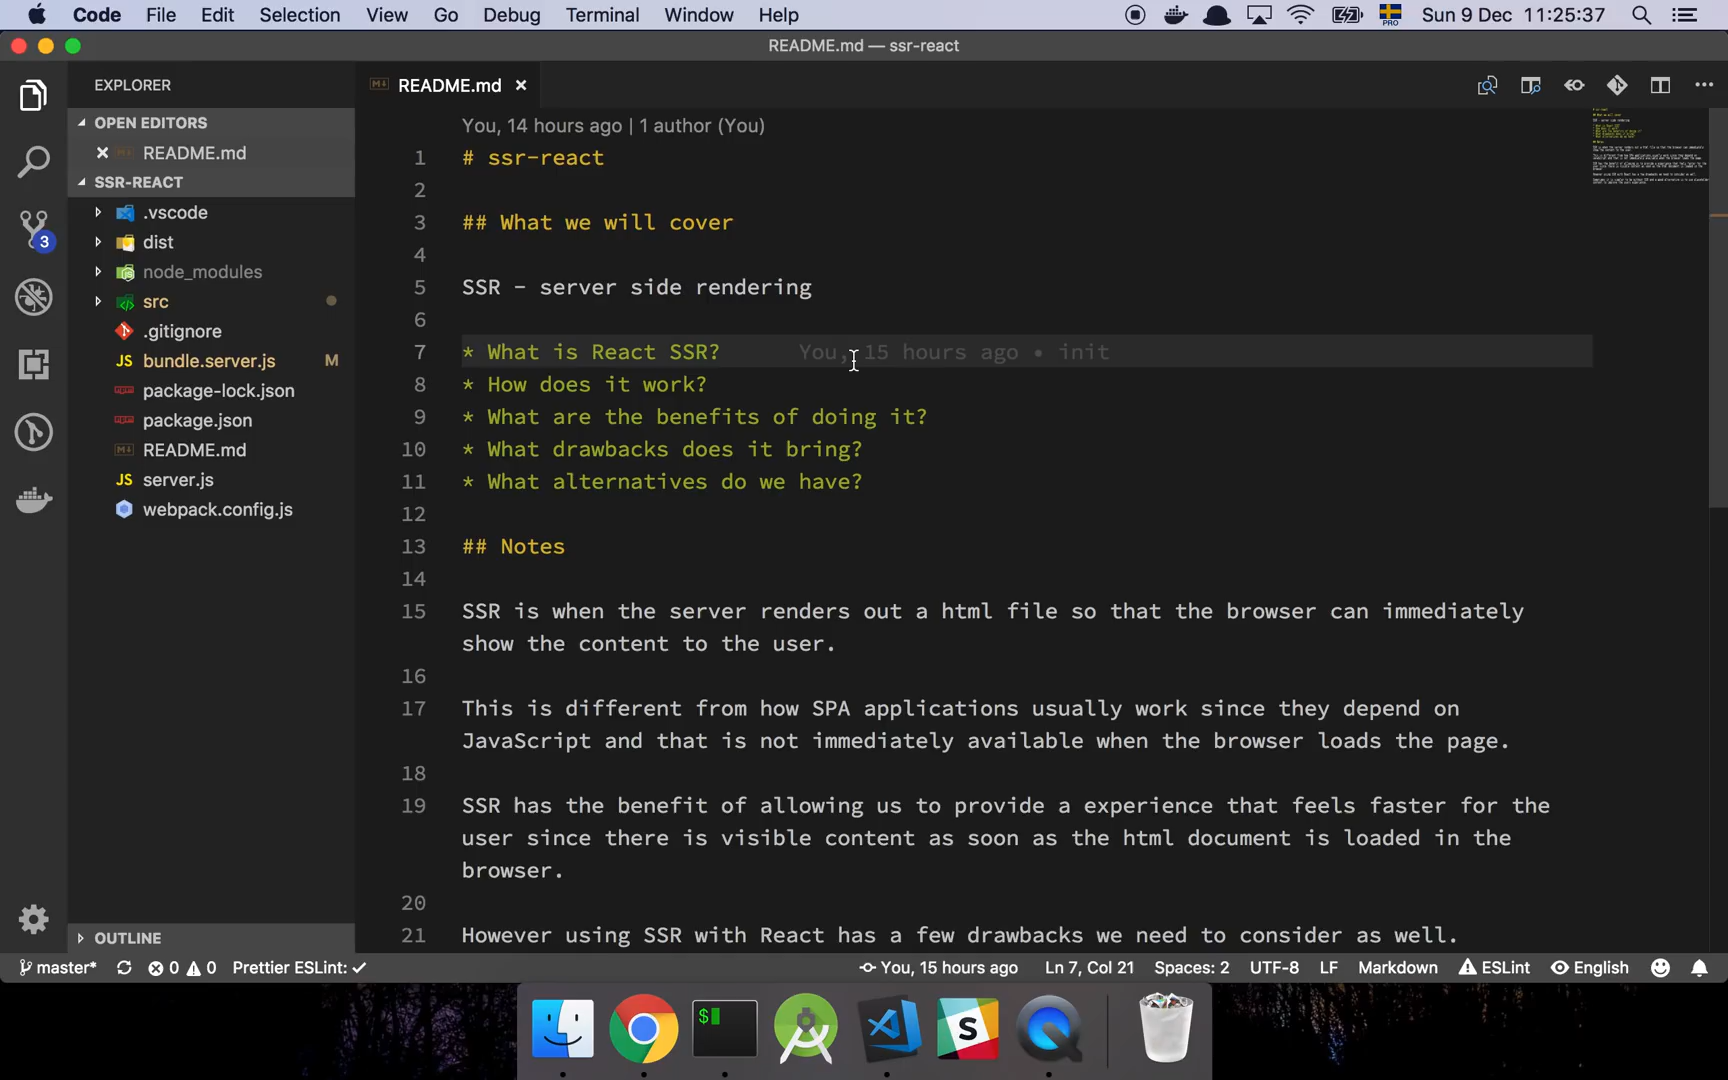 Code File Edit Selection View Go Debug Terminal Window Help PRO Sun 9 Dec 11:25:37
README.md — ssr-react
EXPLORER
README.md
OPEN EDITORS
README.md
SSR-REACT
.vscode
dist
node_modules
src
.gitignore
JS bundle.server.js M
package-lock.json
package.json
README.md
JS server.js
webpack.config.js
OUTLINE
3
You, 14 hours ago | 1 author (You)
1 # ssr-react
2
3 ## What we will cover
4
5 SSR - server side rendering
6
7 * What is React SSR? You, 15 hours ago • init
8 * How does it work?
9 * What are the benefits of doing it?
10 * What drawbacks does it bring?
11 * What alternatives do we have?
12
13 ## Notes
14
15 SSR is when the server renders out a html file so that the browser can immediately
show the content to the user.
16
17 This is different from how SPA applications usually work since they depend on
JavaScript and that is not immediately available when the browser loads the page.
18
19 SSR has the benefit of allowing us to provide a experience that feels faster for the
user since there is visible content as soon as the html document is loaded in the
browser.
20
21 However using SSR with React has a few drawbacks we need to consider as well.
master* 0 0 Prettier ESLint: ✓ You, 15 hours ago Ln 7, Col 21 Spaces: 2 UTF-8 LF Markdown ESLint English
$
S